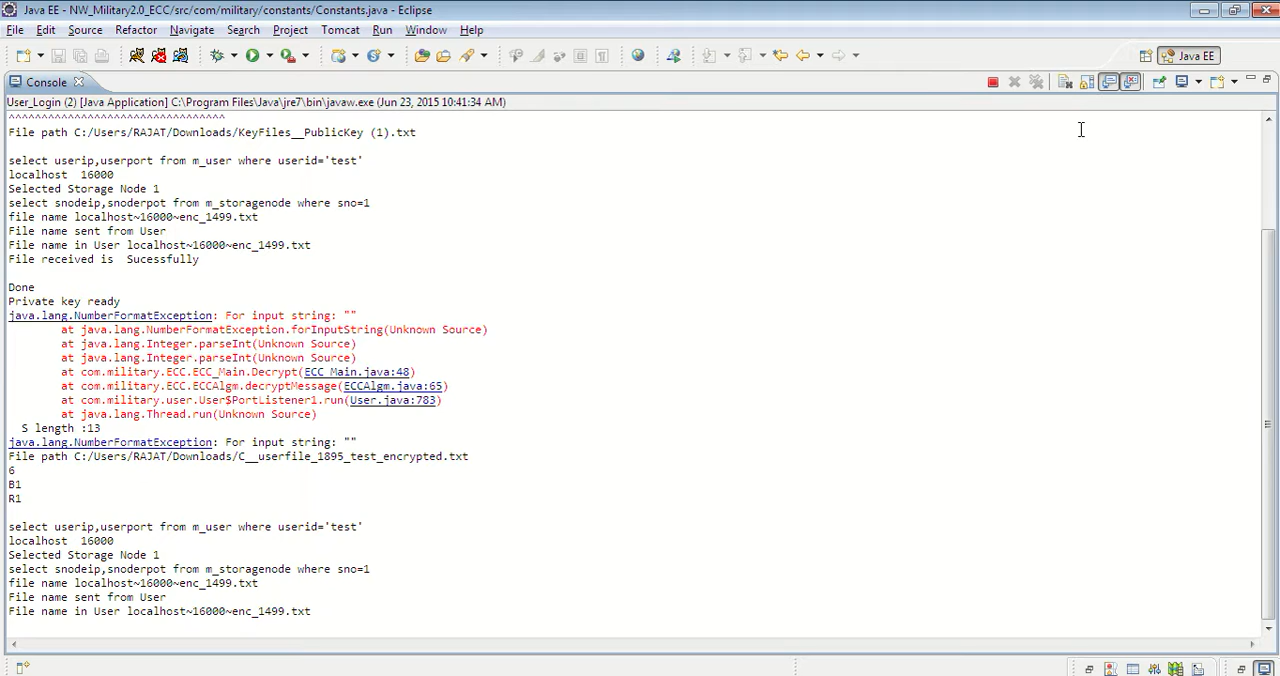 Java EE - NW_Military2.0_ECC/src/com/military/constants/Constants.java - Eclipse
File Edit Source Refactor Navigate Search Project Tomcat Run Window Help
Java EE
Console
User_Login (2) [Java Application] C:\Program Files\Java\jre7\bin\javaw.exe (Jun 23, 2015 10:41:34 AM)
^^^^^^^^^^^^^^^^^^^^^^^^^^^^^^^^^
File path C:/Users/RAJAT/Downloads/KeyFiles__PublicKey (1).txt
select userip,userport from m_user where userid='test'
localhost  16000
Selected Storage Node 1
select snodeip,snoderpot from m_storagenode where sno=1
file name localhost~16000~enc_1499.txt
File name sent from User
File name in User localhost~16000~enc_1499.txt
File received is  Sucessfully
Done
Private key ready
java.lang.NumberFormatException: For input string: ""
at java.lang.NumberFormatException.forInputString(Unknown Source)
at java.lang.Integer.parseInt(Unknown Source)
at java.lang.Integer.parseInt(Unknown Source)
at com.military.ECC.ECC_Main.Decrypt(ECC_Main.java:48)
at com.military.ECC.ECCAlgm.decryptMessage(ECCAlgm.java:65)
at com.military.user.User$PortListener1.run(User.java:783)
at java.lang.Thread.run(Unknown Source)
S length :13
java.lang.NumberFormatException: For input string: ""
File path C:/Users/RAJAT/Downloads/C__userfile_1895_test_encrypted.txt
6
B1
R1
select userip,userport from m_user where userid='test'
localhost  16000
Selected Storage Node 1
select snodeip,snoderpot from m_storagenode where sno=1
file name localhost~16000~enc_1499.txt
File name sent from User
File name in User localhost~16000~enc_1499.txt